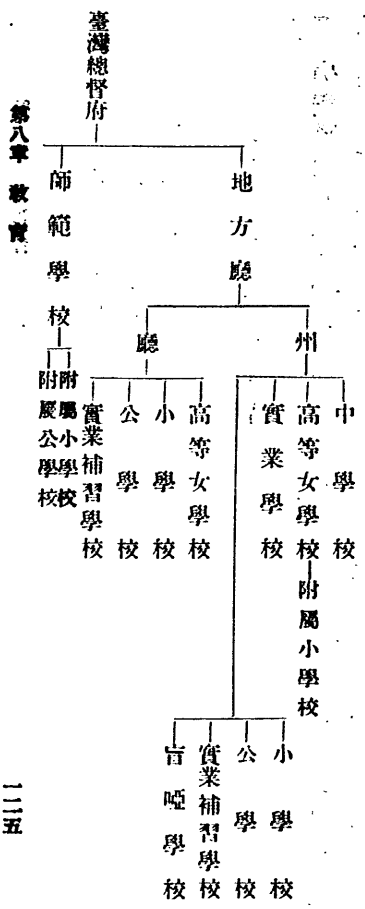 臺灣總督府
地方廳
州
中學校
高等女學校
附屬小學校
實業學校
小學校
公學校
實業補習學校
盲啞學校
廳
高等女學校
小學校
公學校
實業補習學校
師範學校
附屬小學校
附屬公學校
第八章 教育
一二五